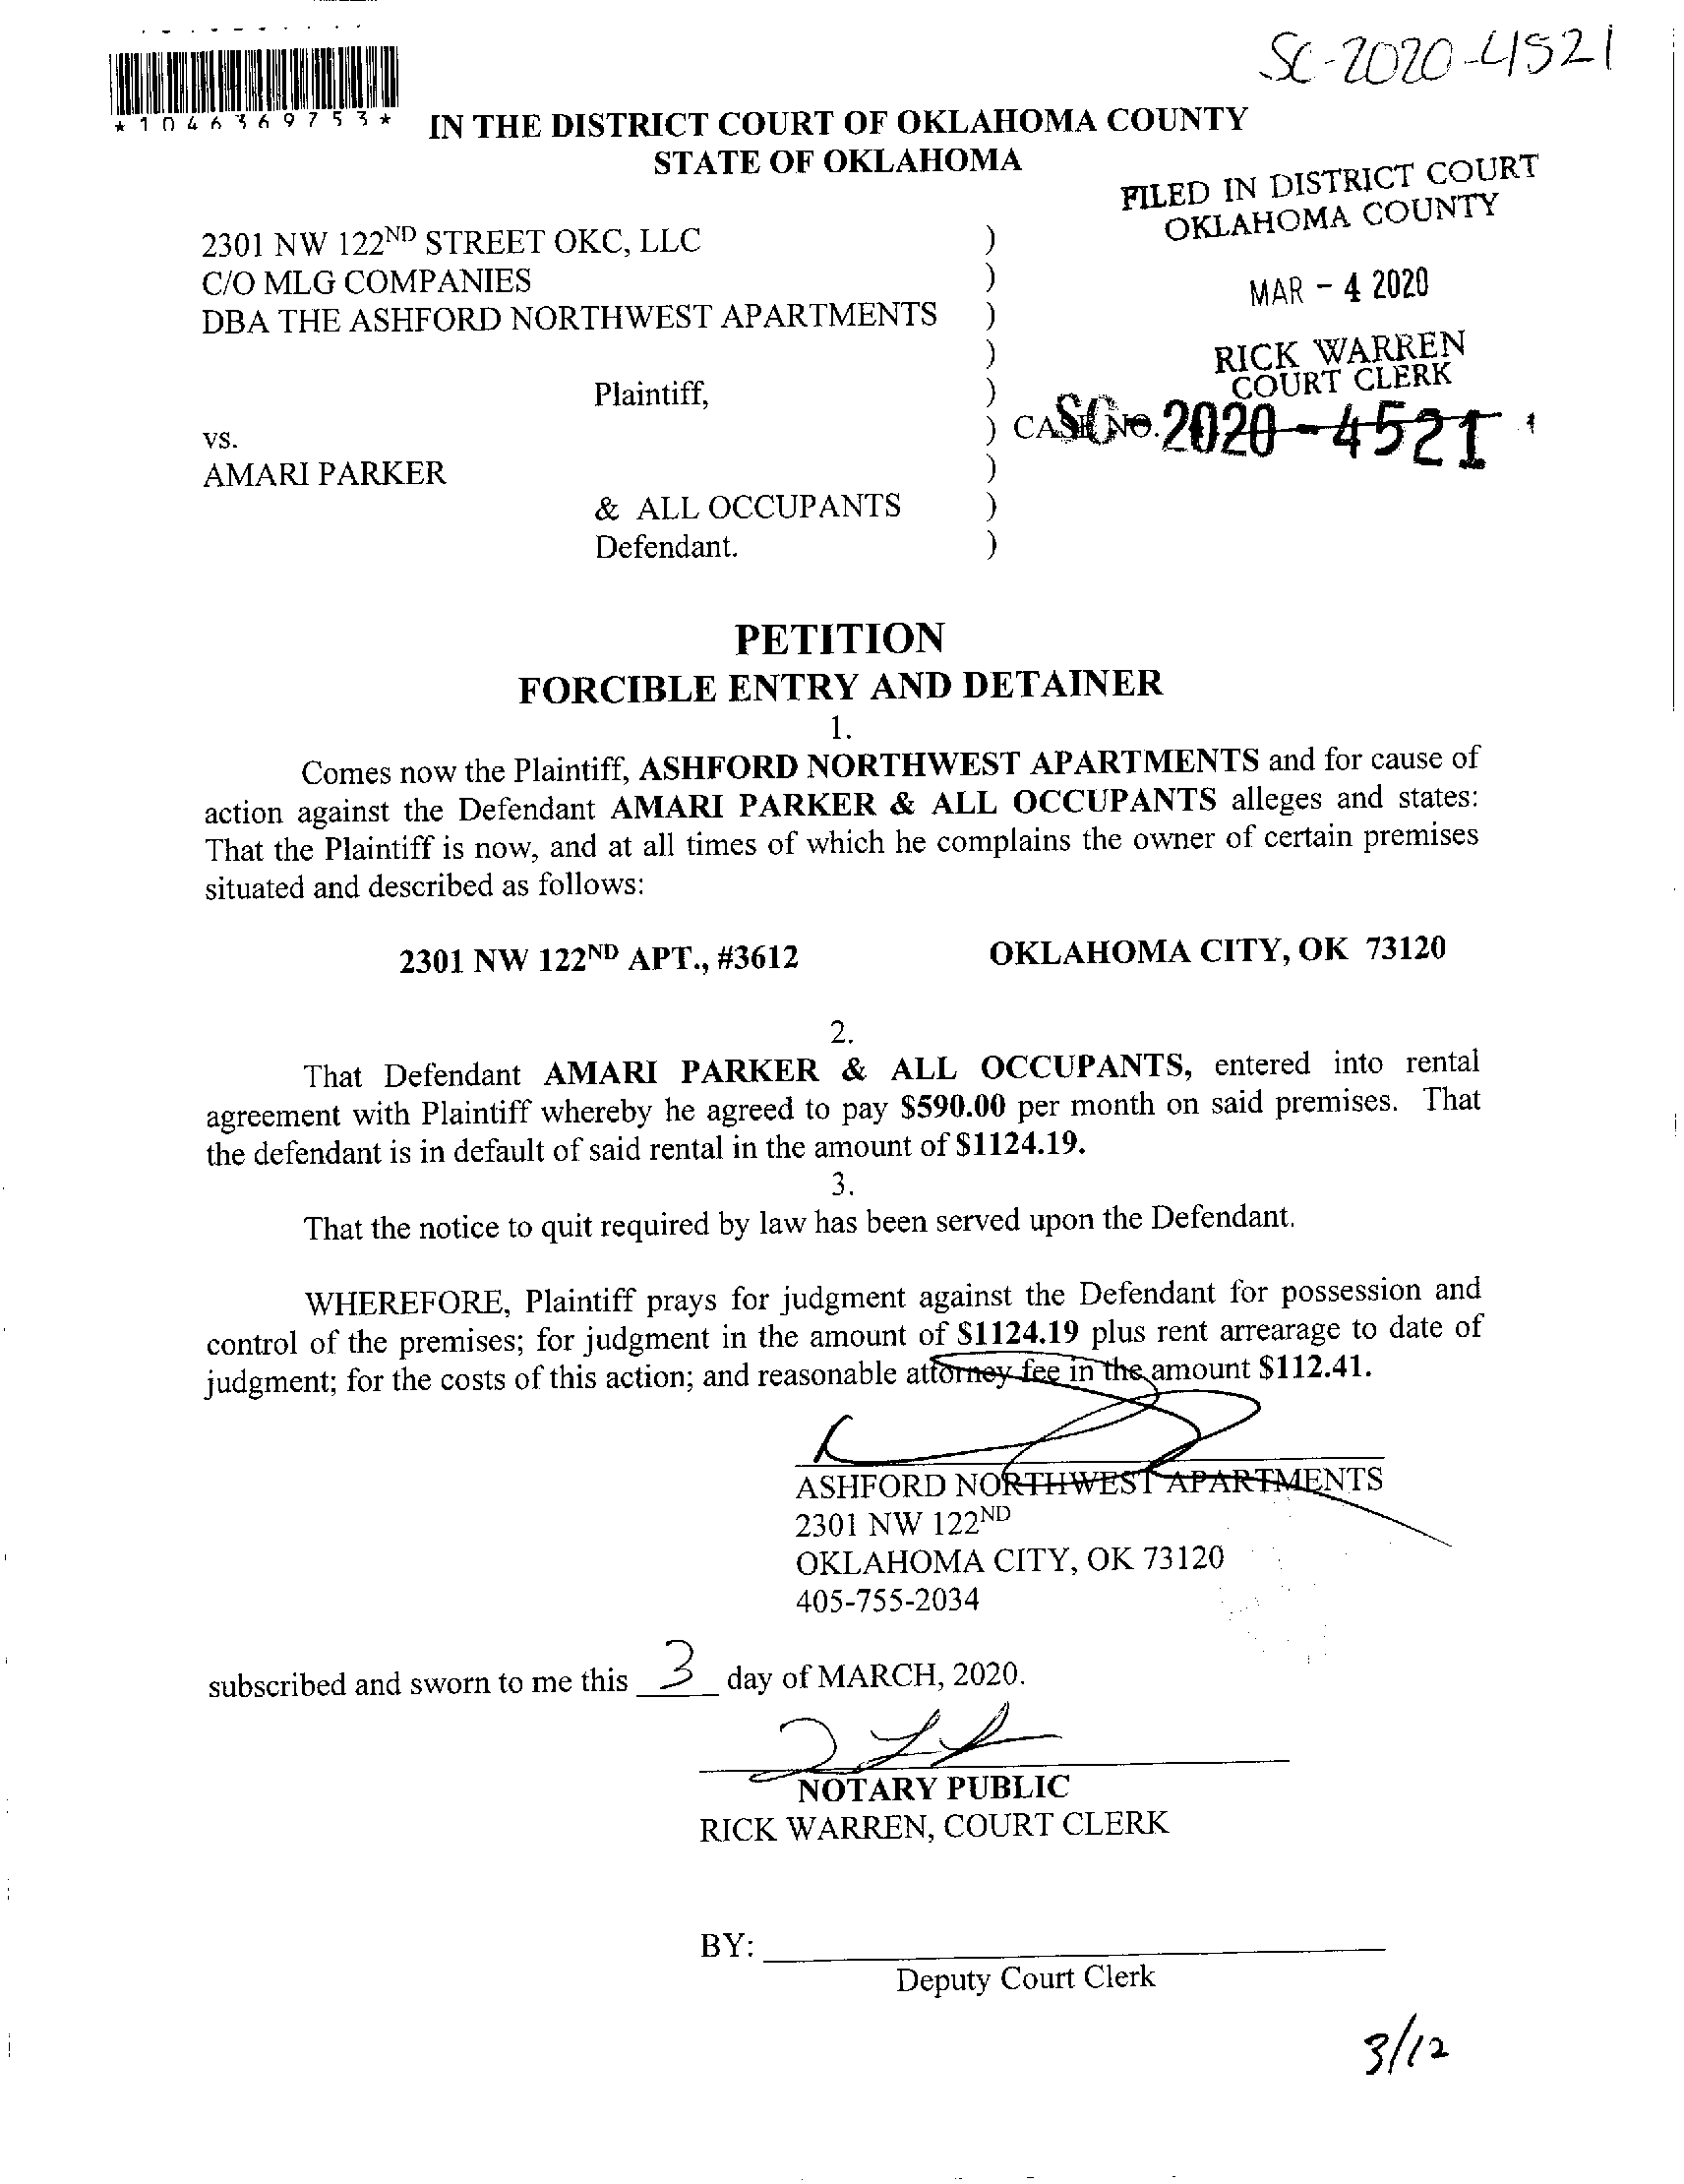 SC-2020-4521
*1046369753*
IN THE DISTRICT COURT OF OKLAHOMA COUNTY
STATE OF OKLAHOMA
FILED IN DISTRICT COURT
OKLAHOMA COUNTY
MAR - 4 2020
RICK WARREN
COURT CLERK
2301 NW 122ND STREET OKC, LLC )
C/O MLG COMPANIES )
DBA THE ASHFORD NORTHWEST APARTMENTS )
)
Plaintiff, )
) CASE NO. SC-2020-4521
vs.
AMARI PARKER )
& ALL OCCUPANTS )
Defendant. )
PETITION
FORCIBLE ENTRY AND DETAINER
1.
Comes now the Plaintiff, ASHFORD NORTHWEST APARTMENTS and for cause of
action against the Defendant AMARI PARKER & ALL OCCUPANTS alleges and states:
That the Plaintiff is now, and at all times of which he complains the owner of certain premises
situated and described as follows:
2301 NW 122ND APT., #3612 OKLAHOMA CITY, OK 73120
2.
That Defendant AMARI PARKER & ALL OCCUPANTS, entered into rental
agreement with Plaintiff whereby he agreed to pay $590.00 per month on said premises. That
the defendant is in default of said rental in the amount of $1124.19.
3.
That the notice to quit required by law has been served upon the Defendant.
WHEREFORE, Plaintiff prays for judgment against the Defendant for possession and
control of the premises; for judgment in the amount of $1124.19 plus rent arrearage to date of
judgment; for the costs of this action; and reasonable attorney fee in the amount $112.41.
ASHFORD NORTHWEST APARTMENTS
2301 NW 122ND
OKLAHOMA CITY, OK 73120
405-755-2034
subscribed and sworn to me this 3 day of MARCH, 2020.
NOTARY PUBLIC
RICK WARREN, COURT CLERK
BY:
Deputy Court Clerk
3/12